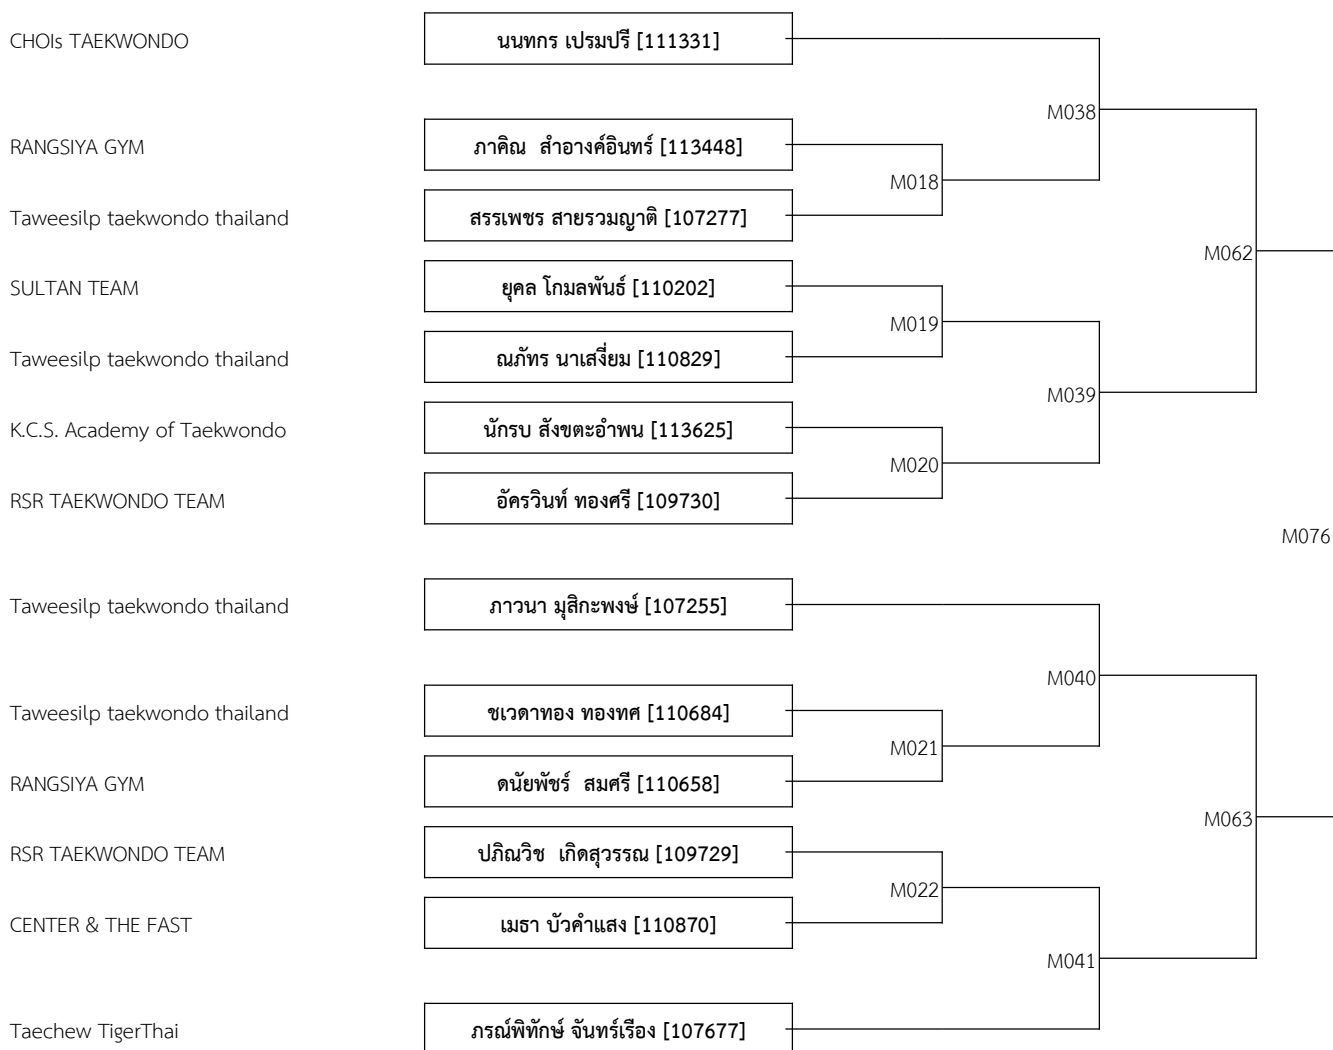 CHOIs TAEKWONDO
นนทกร เปรมปรี [111331]
M038
RANGSIYA GYM
ภาคิณ  สำอางค์อินทร์ [113448]
M018
Taweesilp taekwondo thailand
สรรเพชร สายรวมญาติ [107277]
M062
SULTAN TEAM
ยุคล โกมลพันธ์ [110202]
M019
Taweesilp taekwondo thailand
ณภัทร นาเสงี่ยม [110829]
M039
K.C.S. Academy of Taekwondo
นักรบ สังขตะอำพน [113625]
M020
RSR TAEKWONDO TEAM
อัครวินท์ ทองศรี [109730]
M076
Taweesilp taekwondo thailand
ภาวนา มุสิกะพงษ์ [107255]
M040
Taweesilp taekwondo thailand
ชเวดาทอง ทองทศ [110684]
M021
RANGSIYA GYM
ดนัยพัชร์  สมศรี [110658]
M063
RSR TAEKWONDO TEAM
ปภิณวิช  เกิดสุวรรณ [109729]
M022
CENTER & THE FAST
เมธา บัวคำแสง [110870]
M041
Taechew TigerThai
ภรณ์พิทักษ์ จันทร์เรือง [107677]